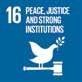 16 PEACE, JUSTICE
AND STRONG
INSTITUTIONS